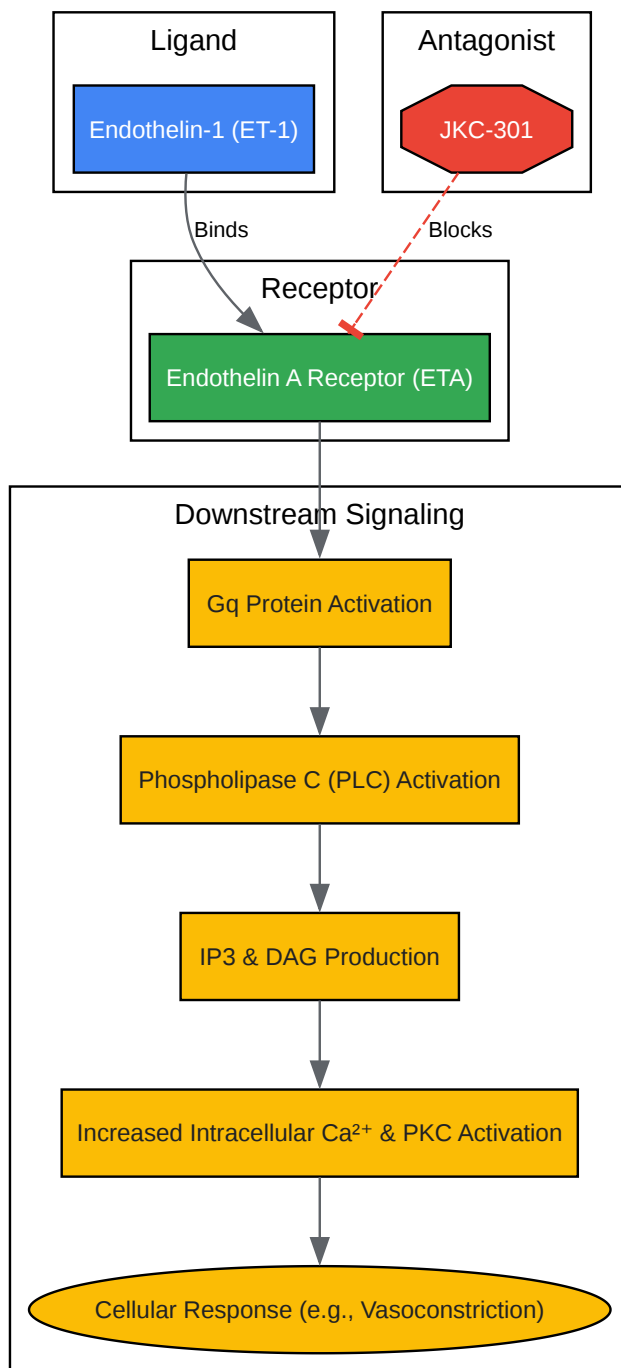 Ligand
Antagonist
Endothelin-1 (ET-1)
JKC-301
Binds
Blocks
Receptor
Endothelin A Receptor (ETA)
Downstream Signaling
Gq Protein Activation
Phospholipase C (PLC) Activation
IP3 & DAG Production
Increased Intracellular Ca²⁺ & PKC Activation
Cellular Response (e.g., Vasoconstriction)